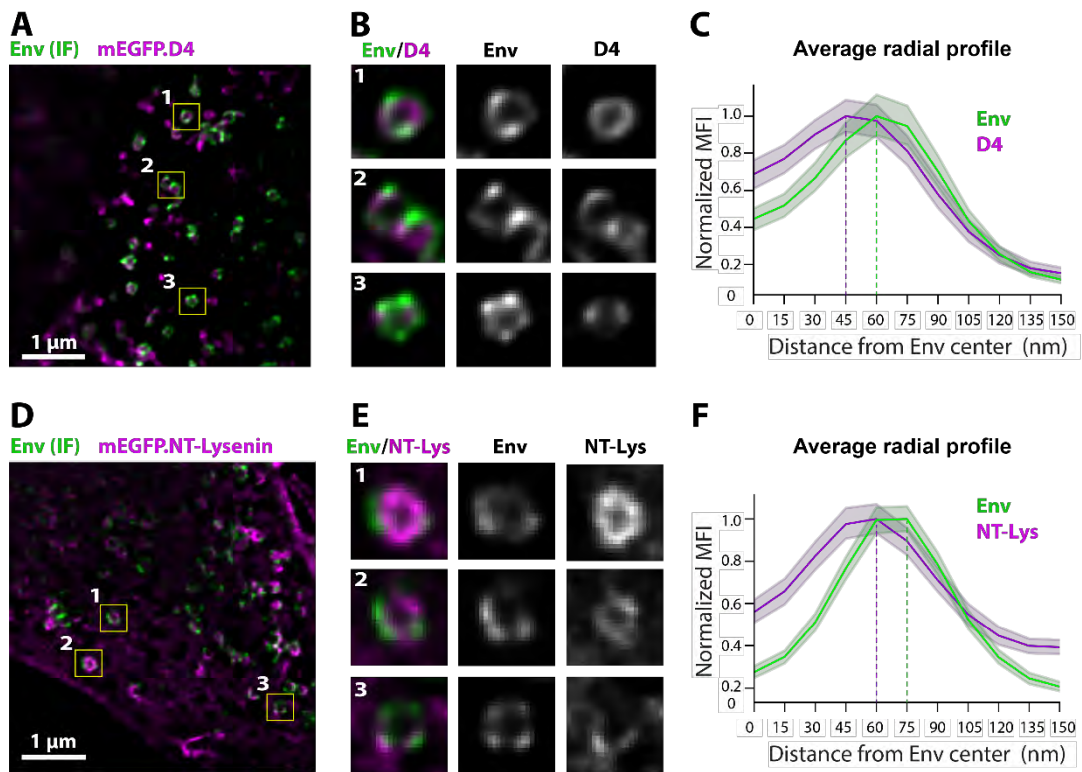 A
Env (IF) mEGFP.D4
1
2
3
1 µm
B
Env/D4 Env D4
1
2
3
C
Average radial profile
Env
D4
Normalized MFI
1.0
0.8
0.6
0.4
0.2
0
0 15 30 45 60 75 90 105 120 135 150
Distance from Env center (nm)
D
Env (IF) mEGFP.NT-Lysenin
1
2
3
1 µm
E
Env/NT-Lys Env NT-Lys
1
2
3
F
Average radial profile
Env
NT-Lys
Normalized MFI
1.0
0.8
0.6
0.4
0.2
0
0 15 30 45 60 75 90 105 120 135 150
Distance from Env center (nm)